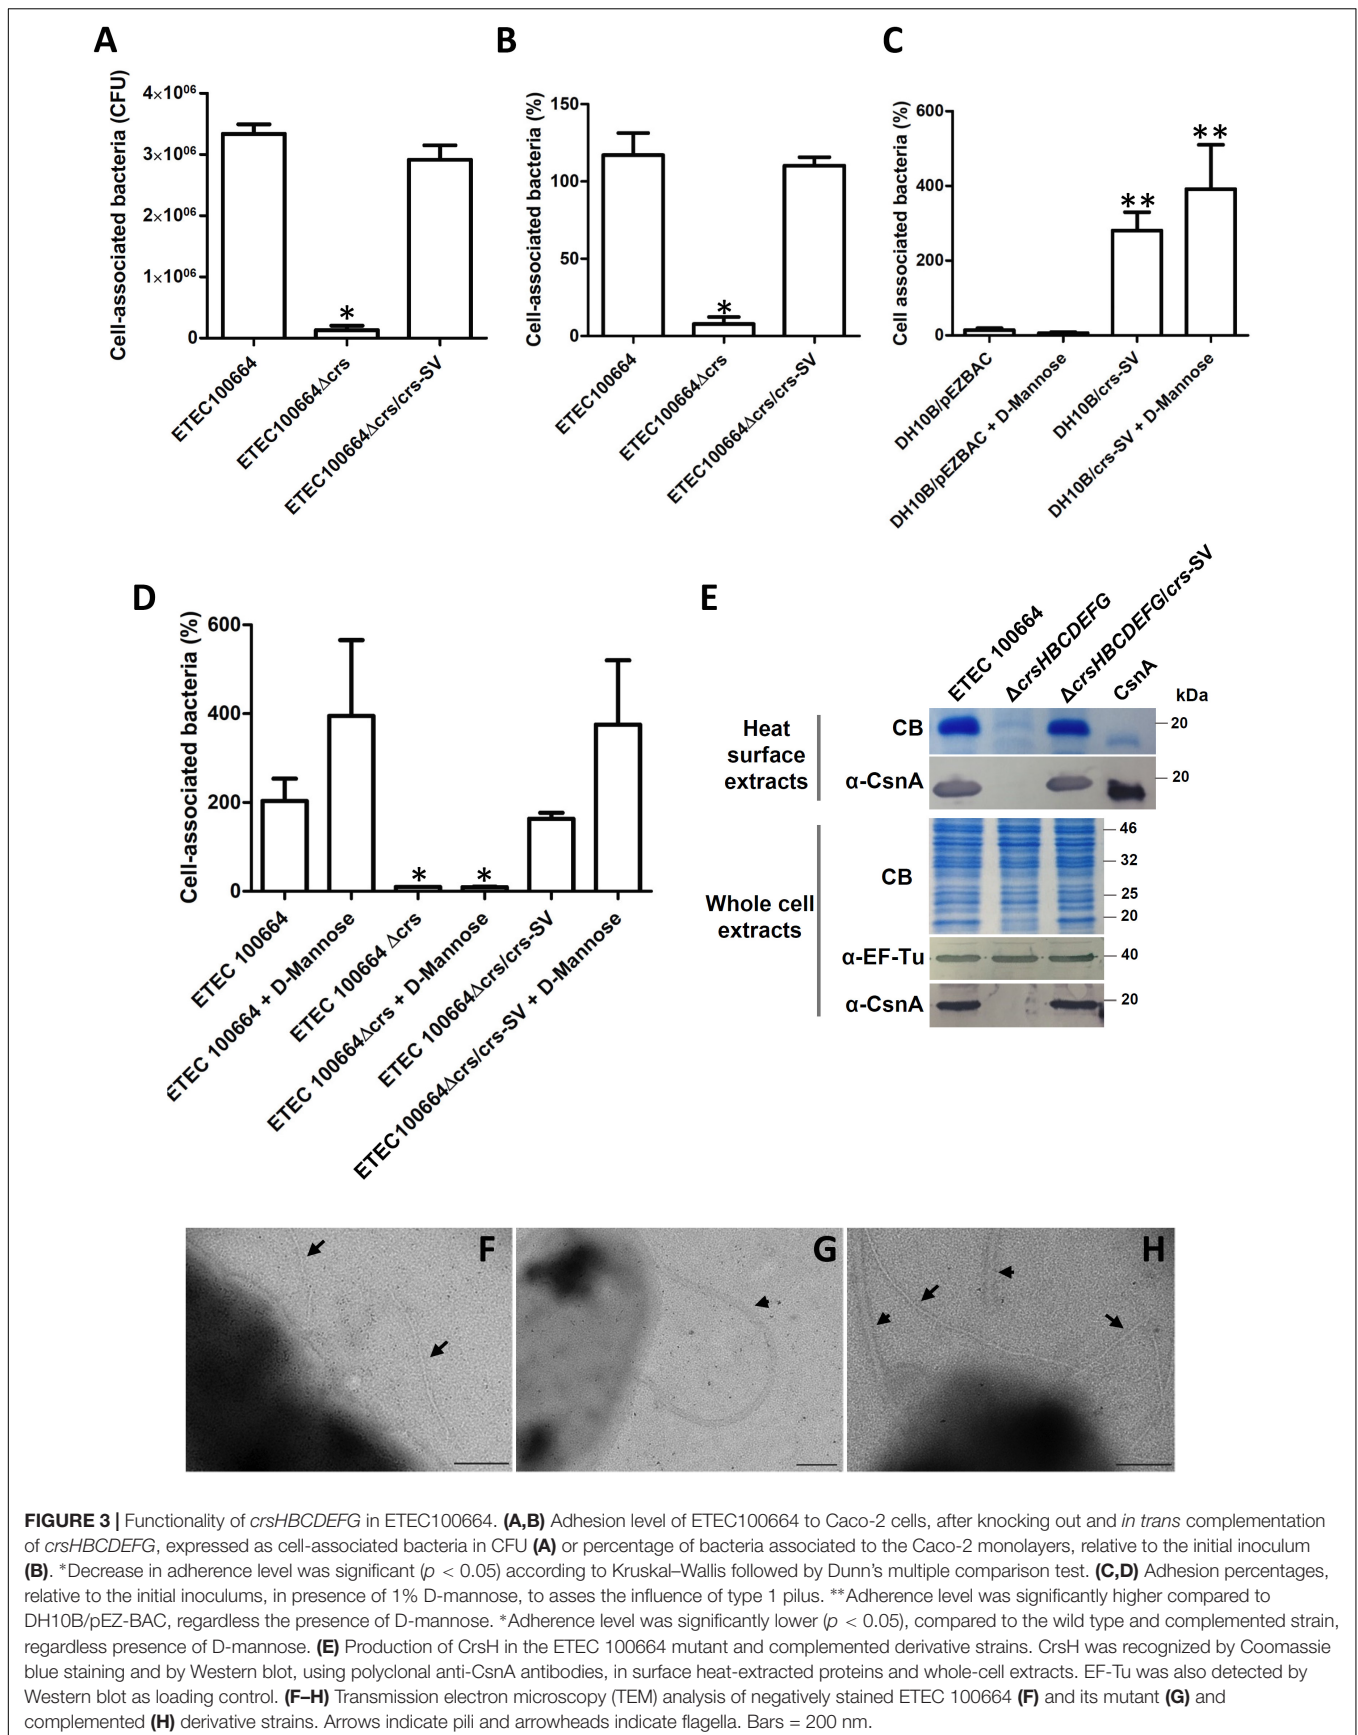 A
Cell-associated bacteria (CFU)
4×10⁰⁶
3×10⁰⁶
2×10⁰⁶
1×10⁰⁶
0
*
ETEC100664
ETEC100664Δcrs
ETEC100664Δcrs/crs-SV
B
Cell-associated bacteria (%)
150
100
50
0
*
ETEC100664
ETEC100664Δcrs
ETEC100664Δcrs/crs-SV
C
Cell associated bacteria (%)
600
400
200
0
**
**
DH10B/pEZBAC
DH10B/pEZBAC + D-Mannose
DH10B/crs-SV
DH10B/crs-SV + D-Mannose
D
Cell-associated bacteria (%)
600
400
200
0
*
*
ETEC 100664
ETEC 100664 + D-Mannose
ETEC 100664 Δcrs
ETEC 100664Δcrs + D-Mannose
ETEC 100664Δcrs/crs-SV
ETEC100664Δcrs/crs-SV + D-Mannose
E
ETEC 100664
ΔcrsHBCDEFG
ΔcrsHBCDEFG/crs-SV
CsnA
kDa
Heat
surface
extracts
CB
20
α-CsnA
20
Whole cell
extracts
CB
46
32
25
20
α-EF-Tu
40
α-CsnA
20
F
G
H
FIGURE 3 | Functionality of crsHBCDEFG in ETEC100664. (A,B) Adhesion level of ETEC100664 to Caco-2 cells, after knocking out and in trans complementation
of crsHBCDEFG, expressed as cell-associated bacteria in CFU (A) or percentage of bacteria associated to the Caco-2 monolayers, relative to the initial inoculum
(B). *Decrease in adherence level was significant (p < 0.05) according to Kruskal–Wallis followed by Dunn's multiple comparison test. (C,D) Adhesion percentages,
relative to the initial inoculums, in presence of 1% D-mannose, to asses the influence of type 1 pilus. **Adherence level was significantly higher compared to
DH10B/pEZ-BAC, regardless the presence of D-mannose. *Adherence level was significantly lower (p < 0.05), compared to the wild type and complemented strain,
regardless presence of D-mannose. (E) Production of CrsH in the ETEC 100664 mutant and complemented derivative strains. CrsH was recognized by Coomassie
blue staining and by Western blot, using polyclonal anti-CsnA antibodies, in surface heat-extracted proteins and whole-cell extracts. EF-Tu was also detected by
Western blot as loading control. (F–H) Transmission electron microscopy (TEM) analysis of negatively stained ETEC 100664 (F) and its mutant (G) and
complemented (H) derivative strains. Arrows indicate pili and arrowheads indicate flagella. Bars = 200 nm.